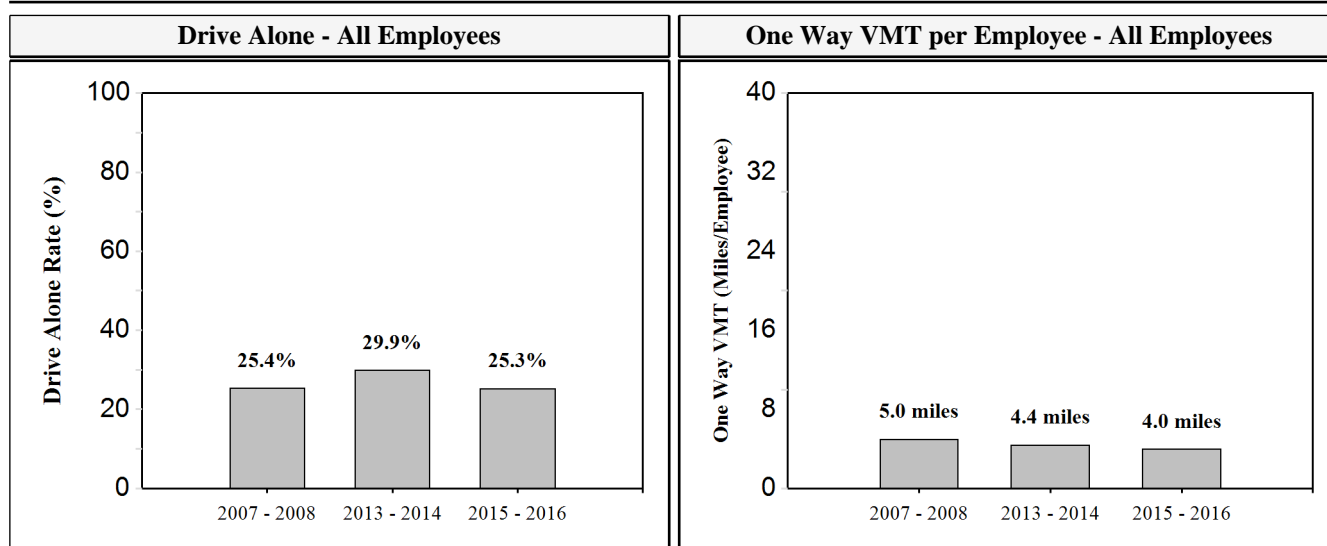 Drive Alone - All Employees
One Way VMT per Employee - All Employees
Drive Alone Rate (%)
100
80
60
40
20
0
25.4%
29.9%
25.3%
2007 - 2008
2013 - 2014
2015 - 2016
One Way VMT (Miles/Employee)
40
32
24
16
8
0
5.0 miles
4.4 miles
4.0 miles
2007 - 2008
2013 - 2014
2015 - 2016